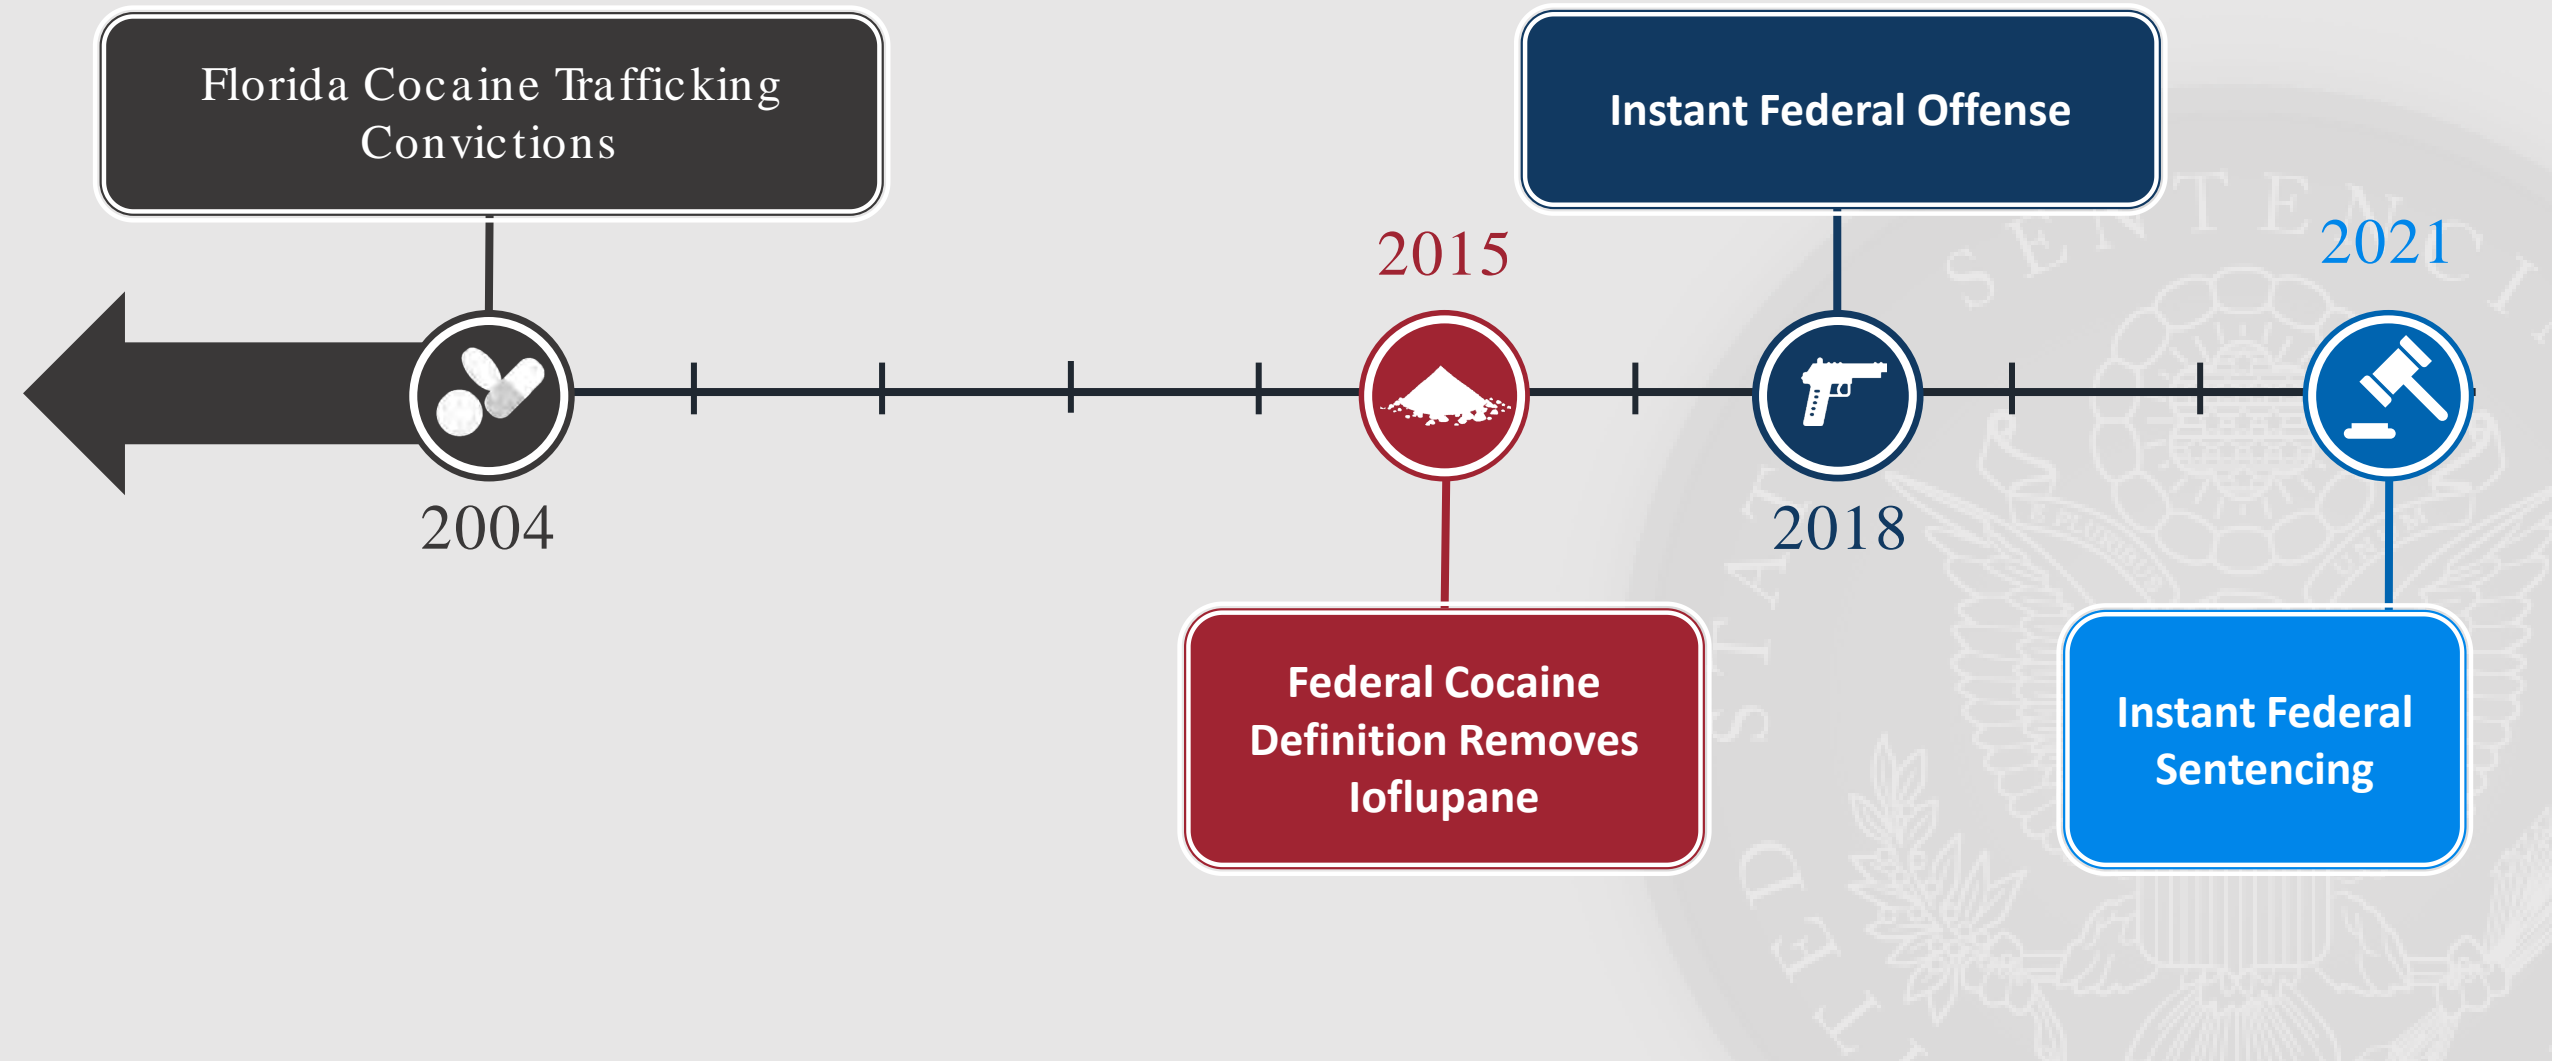 Florida Cocaine Trafficking
Convictions
Instant Federal Offense
2015
2021
2004
2018
Federal Cocaine
Definition Removes
Ioflupane
Instant Federal
Sentencing